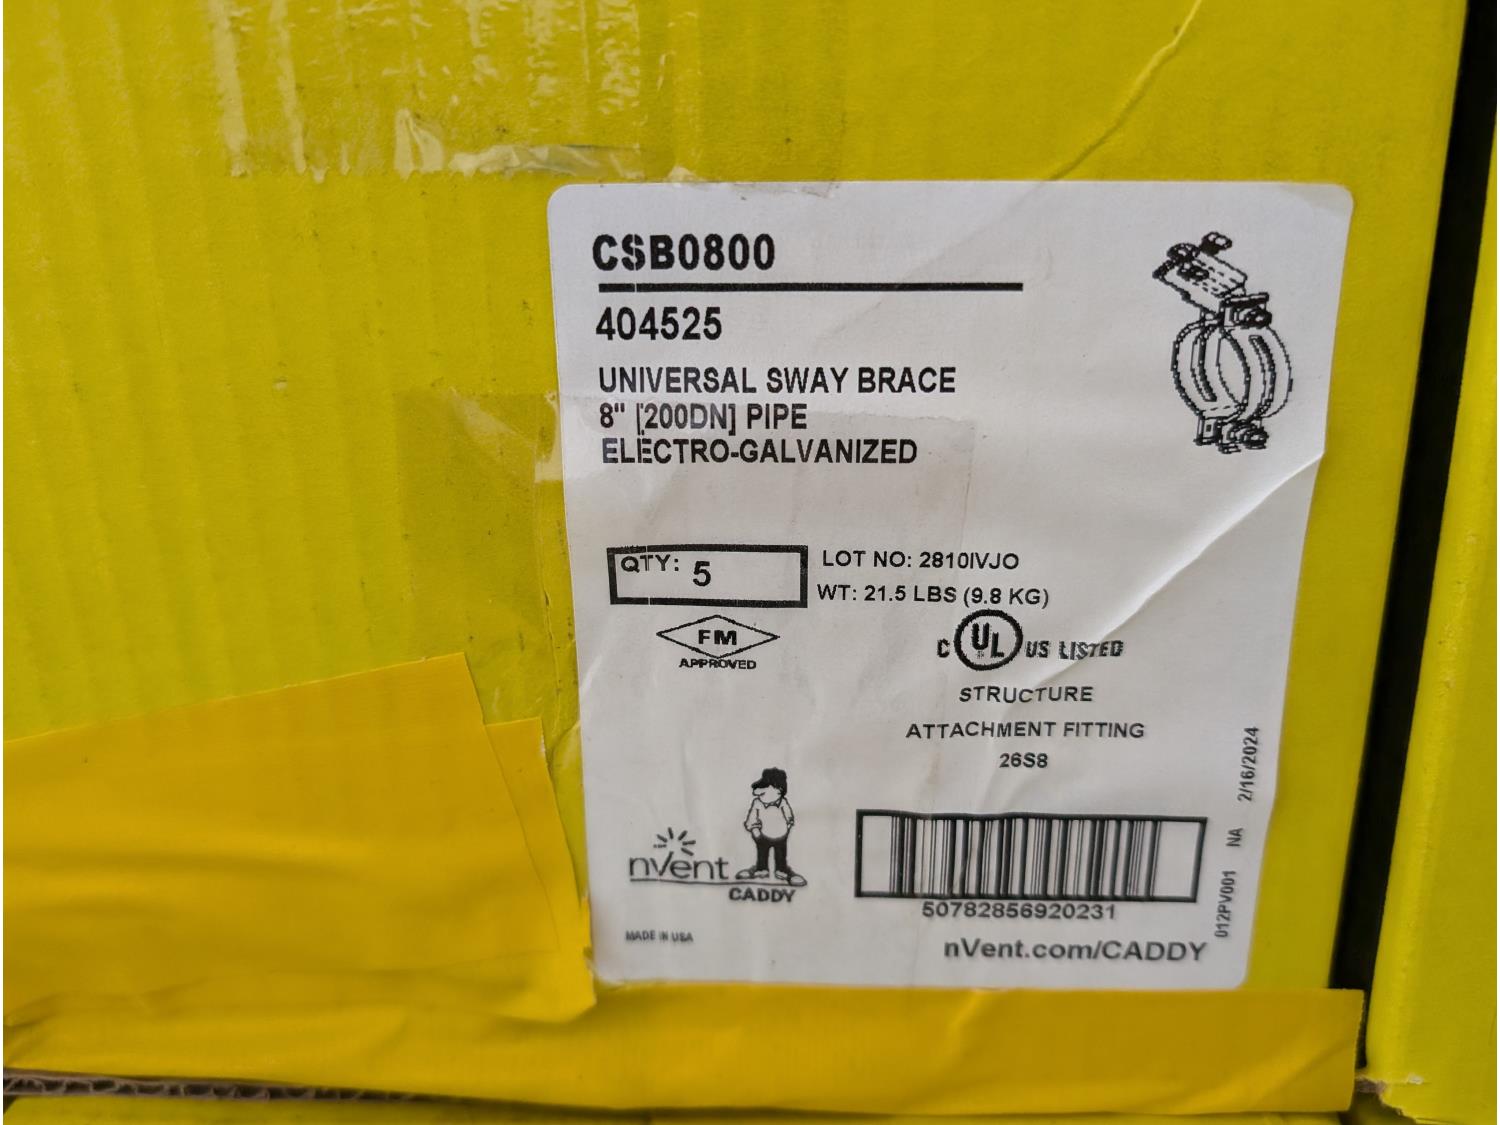 CSB0800
404525
UNIVERSAL SWAY BRACE
8" [200DN] PIPE
ELECTRO-GALVANIZED
QTY: 5
LOT NO: 2810IVJO
WT: 21.5 LBS (9.8 KG)
FM
APPROVED
C UL US LISTED
STRUCTURE
ATTACHMENT FITTING
26S8
nVent
CADDY
MADE IN USA
50782856920231
nVent.com/CADDY
012PV001 NA 2/16/2024